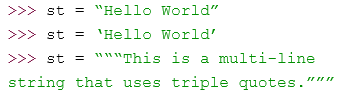 >>> st = “Hello World”
>>> st = ‘Hello World’
>>> st = “““This is a multi-line
string that uses triple quotes.”””